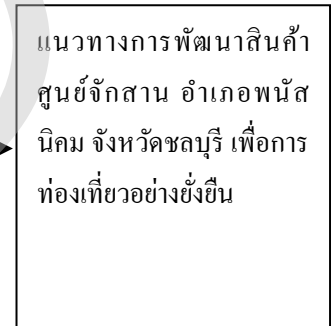 แนวทางการพัฒนาสินค้า
ศูนย์จักสาน อำเภอพนัส
นิคม จังหวัดชลบุรี เพื่อการ
ท่องเที่ยวอย่างยั่งยืน